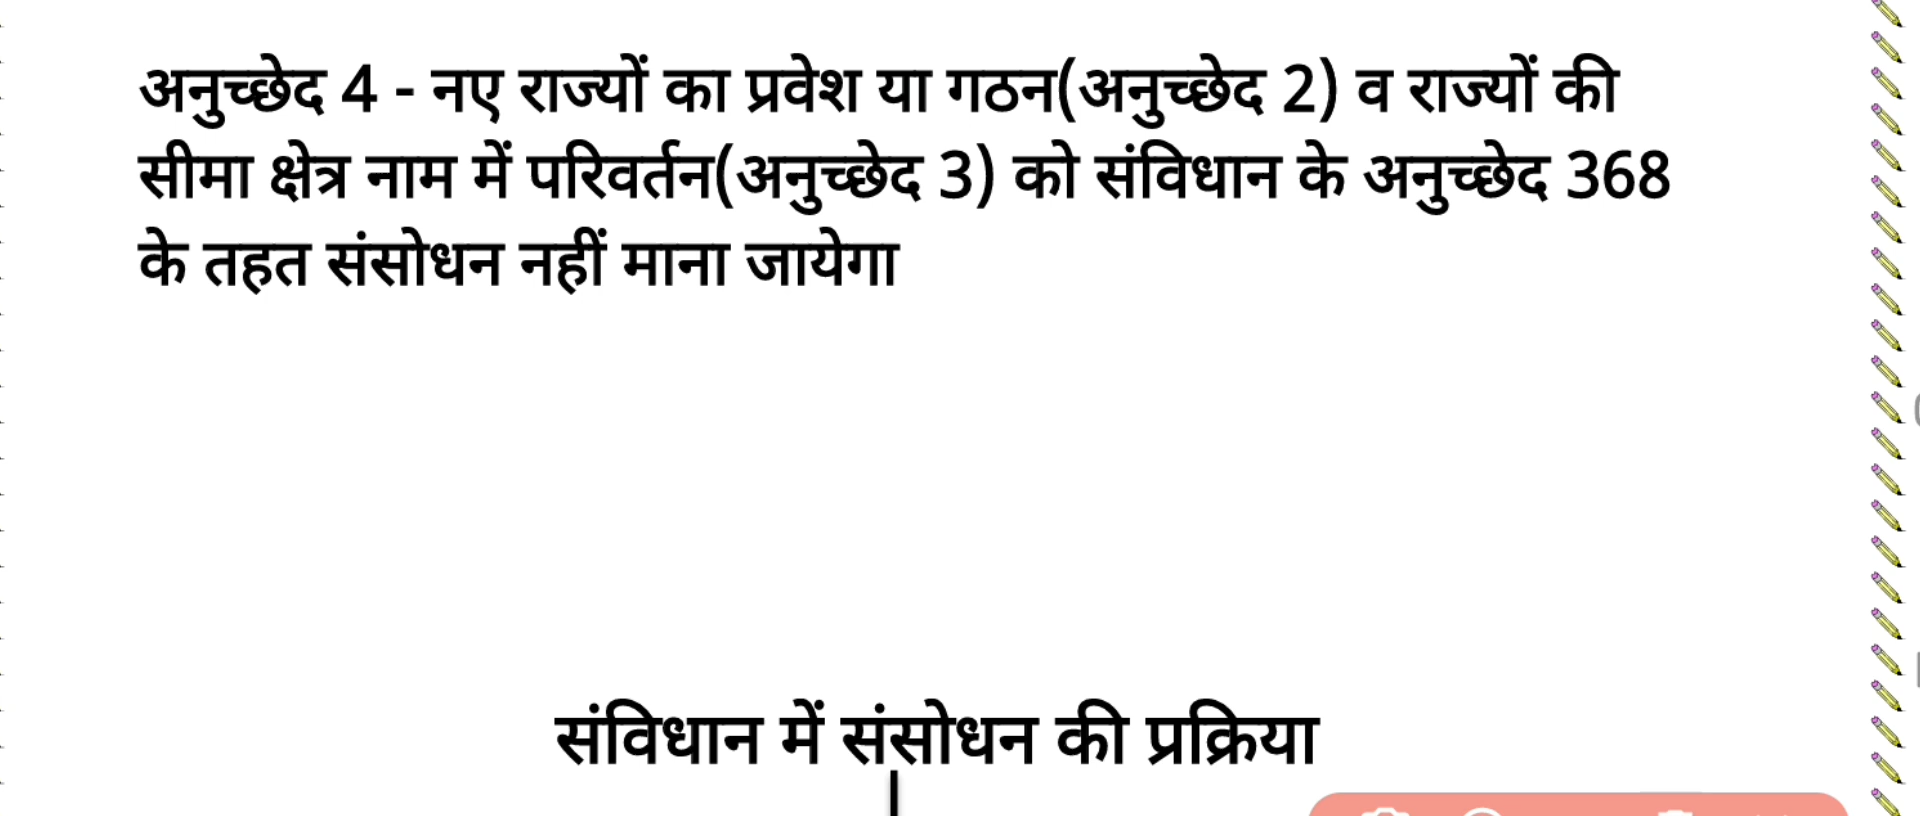 अनुच्छेद 4 - नए राज्यों का प्रवेश या गठन(अनुच्छेद 2) व राज्यों की
सीमा क्षेत्र नाम में परिवर्तन(अनुच्छेद 3) को संविधान के अनुच्छेद 368
के तहत संसोधन नहीं माना जायेगा
संविधान में संसोधन की प्रक्रिया